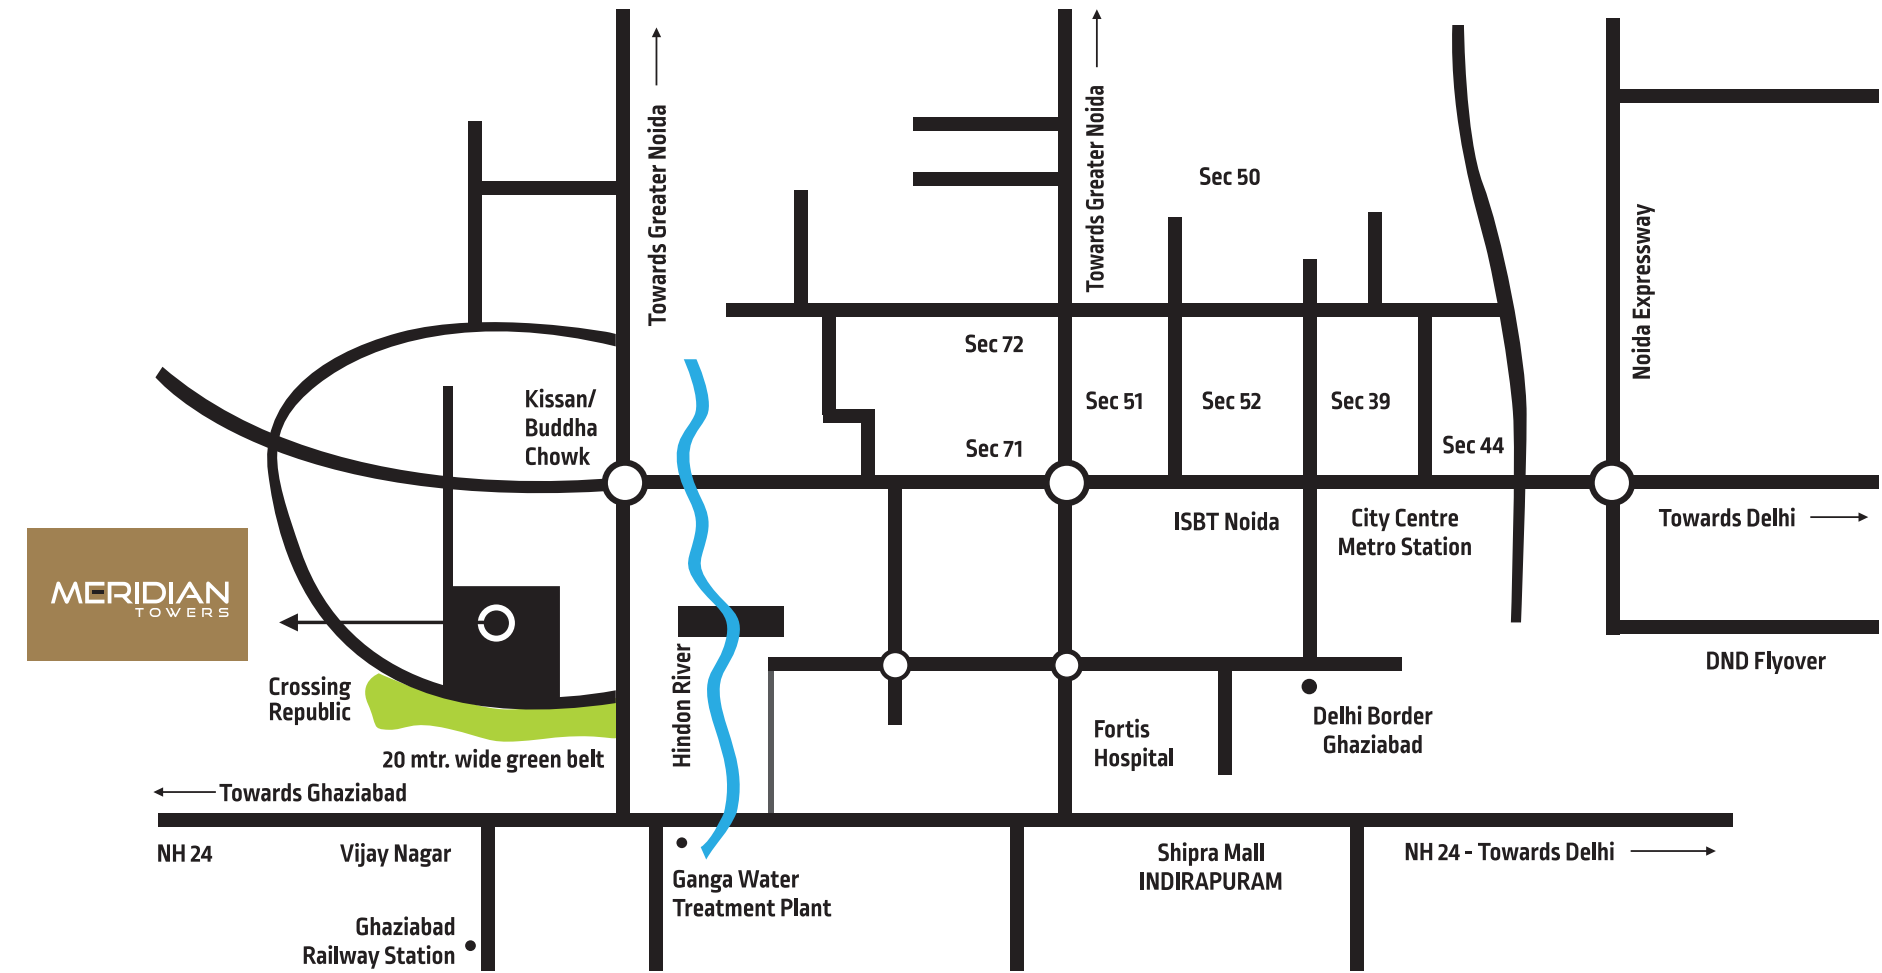 Towards Greater Noida
Towards Greater Noida
Sec 50
Noida Expressway
Sec 72
Kissan/
Buddha
Chowk
Sec 51
Sec 52
Sec 39
Sec 71
Sec 44
ISBT Noida
City Centre
Metro Station
Towards Delhi
MERIDIAN
TOWERS
Crossing
Republic
Hindon River
DND Flyover
Fortis
Hospital
Delhi Border
Ghaziabad
20 mtr. wide green belt
Towards Ghaziabad
NH 24
Vijay Nagar
Shipra Mall
INDIRAPURAM
NH 24 - Towards Delhi
Ganga Water
Treatment Plant
Ghaziabad
Railway Station